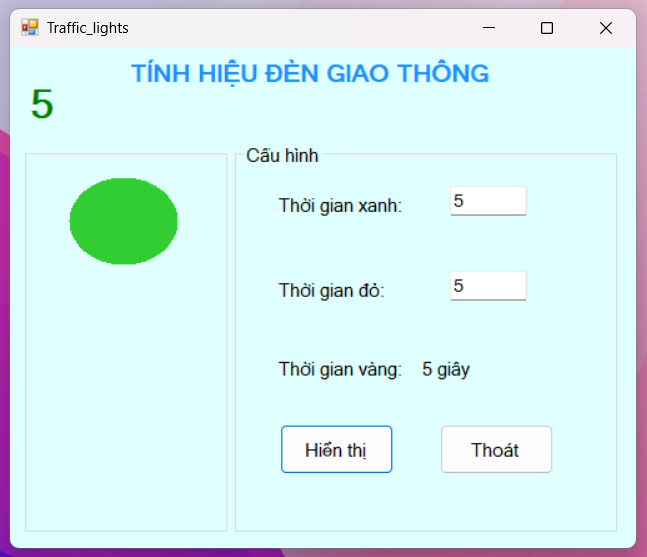 Traffic_lights
TÍNH HIỆU ĐÈN GIAO THÔNG
5
Cấu hình
Thời gian xanh: 5
Thời gian đỏ: 5
Thời gian vàng: 5 giây
Hiển thị Thoát